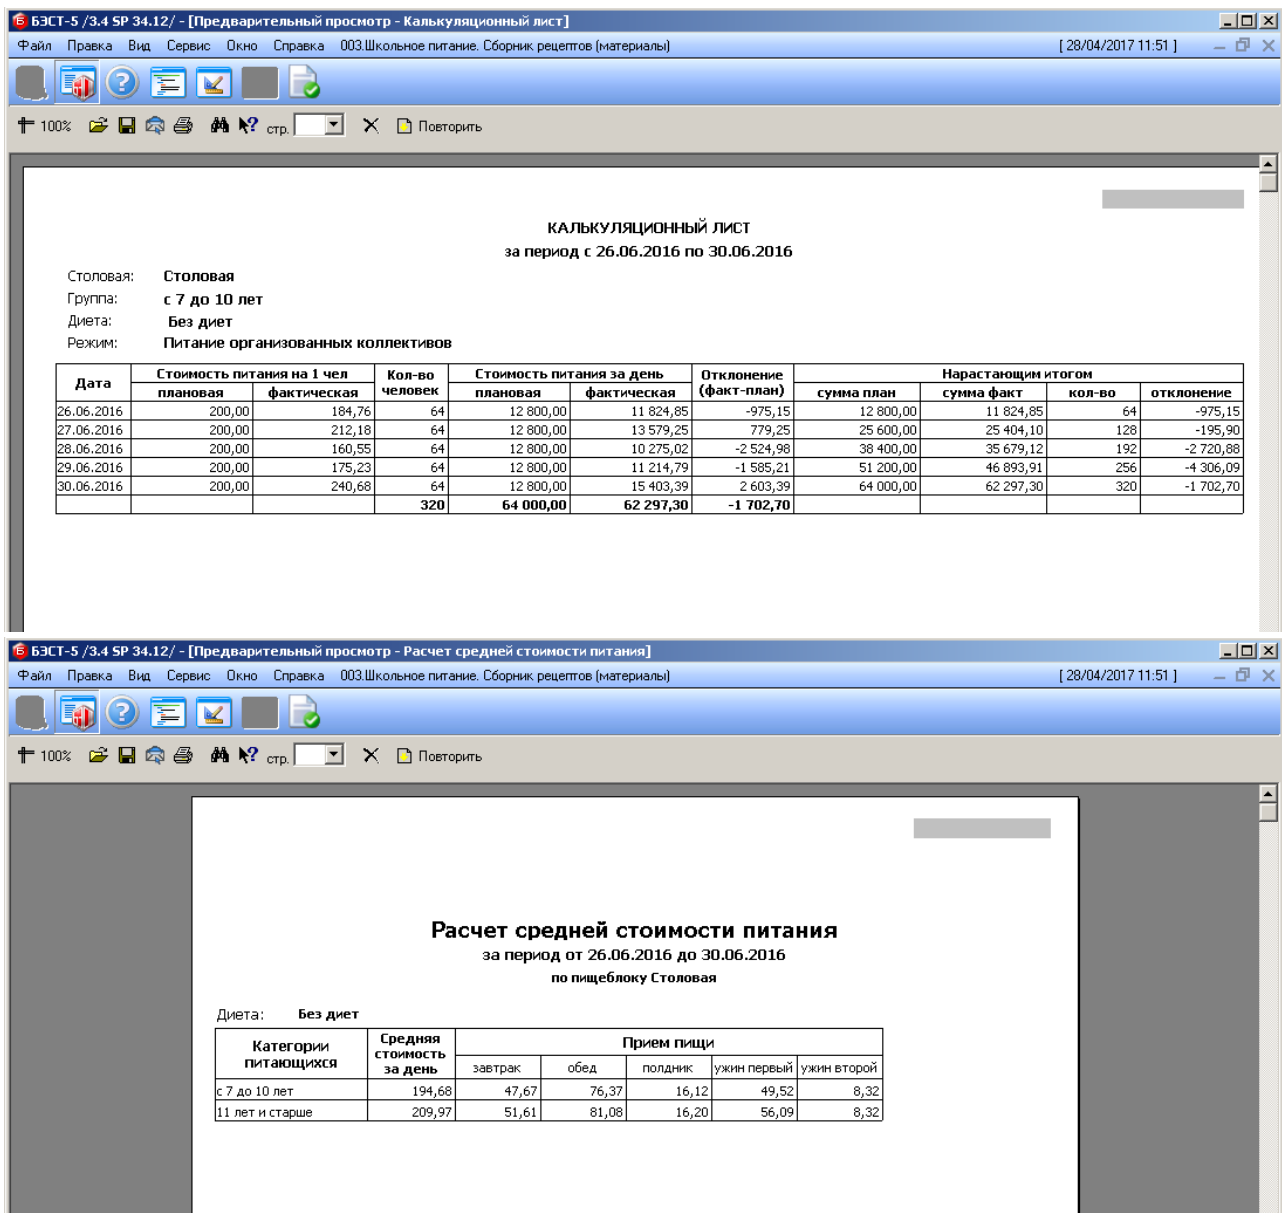 БЭСТ-5 /3.4 SP 34.12/ - [Предварительный просмотр - Калькуляционный лист]
Файл Правка Вид Сервис Окно Справка 003.Школьное питание. Сборник рецептов (материалы) [ 28/04/2017 11:51 ]
100% стр. Повторить
КАЛЬКУЛЯЦИОННЫЙ ЛИСТ
за период с 26.06.2016 по 30.06.2016
Столовая: Столовая
Группа: с 7 до 10 лет
Диета: Без диет
Режим: Питание организованных коллективов
Дата Стоимость питания на 1 чел Кол-во человек Стоимость питания за день Отклонение (факт-план) Нарастающим итогом
плановая фактическая плановая фактическая сумма план сумма факт кол-во отклонение
26.06.2016 200,00 184,76 64 12 800,00 11 824,85 -975,15 12 800,00 11 824,85 64 -975,15
27.06.2016 200,00 212,18 64 12 800,00 13 579,25 779,25 25 600,00 25 404,10 128 -195,90
28.06.2016 200,00 160,55 64 12 800,00 10 275,02 -2 524,98 38 400,00 35 679,12 192 -2 720,88
29.06.2016 200,00 175,23 64 12 800,00 11 214,79 -1 585,21 51 200,00 46 893,91 256 -4 306,09
30.06.2016 200,00 240,68 64 12 800,00 15 403,39 2 603,39 64 000,00 62 297,30 320 -1 702,70
320 64 000,00 62 297,30 -1 702,70
БЭСТ-5 /3.4 SP 34.12/ - [Предварительный просмотр - Расчет средней стоимости питания]
Файл Правка Вид Сервис Окно Справка 003.Школьное питание. Сборник рецептов (материалы) [ 28/04/2017 11:51 ]
100% стр. Повторить
Расчет средней стоимости питания
за период от 26.06.2016 до 30.06.2016
по пищеблоку Столовая
Диета: Без диет
Категории питающихся Средняя стоимость за день Прием пищи
завтрак обед полдник ужин первый ужин второй
с 7 до 10 лет 194,68 47,67 76,37 16,12 49,52 8,32
11 лет и старше 209,97 51,61 81,08 16,20 56,09 8,32